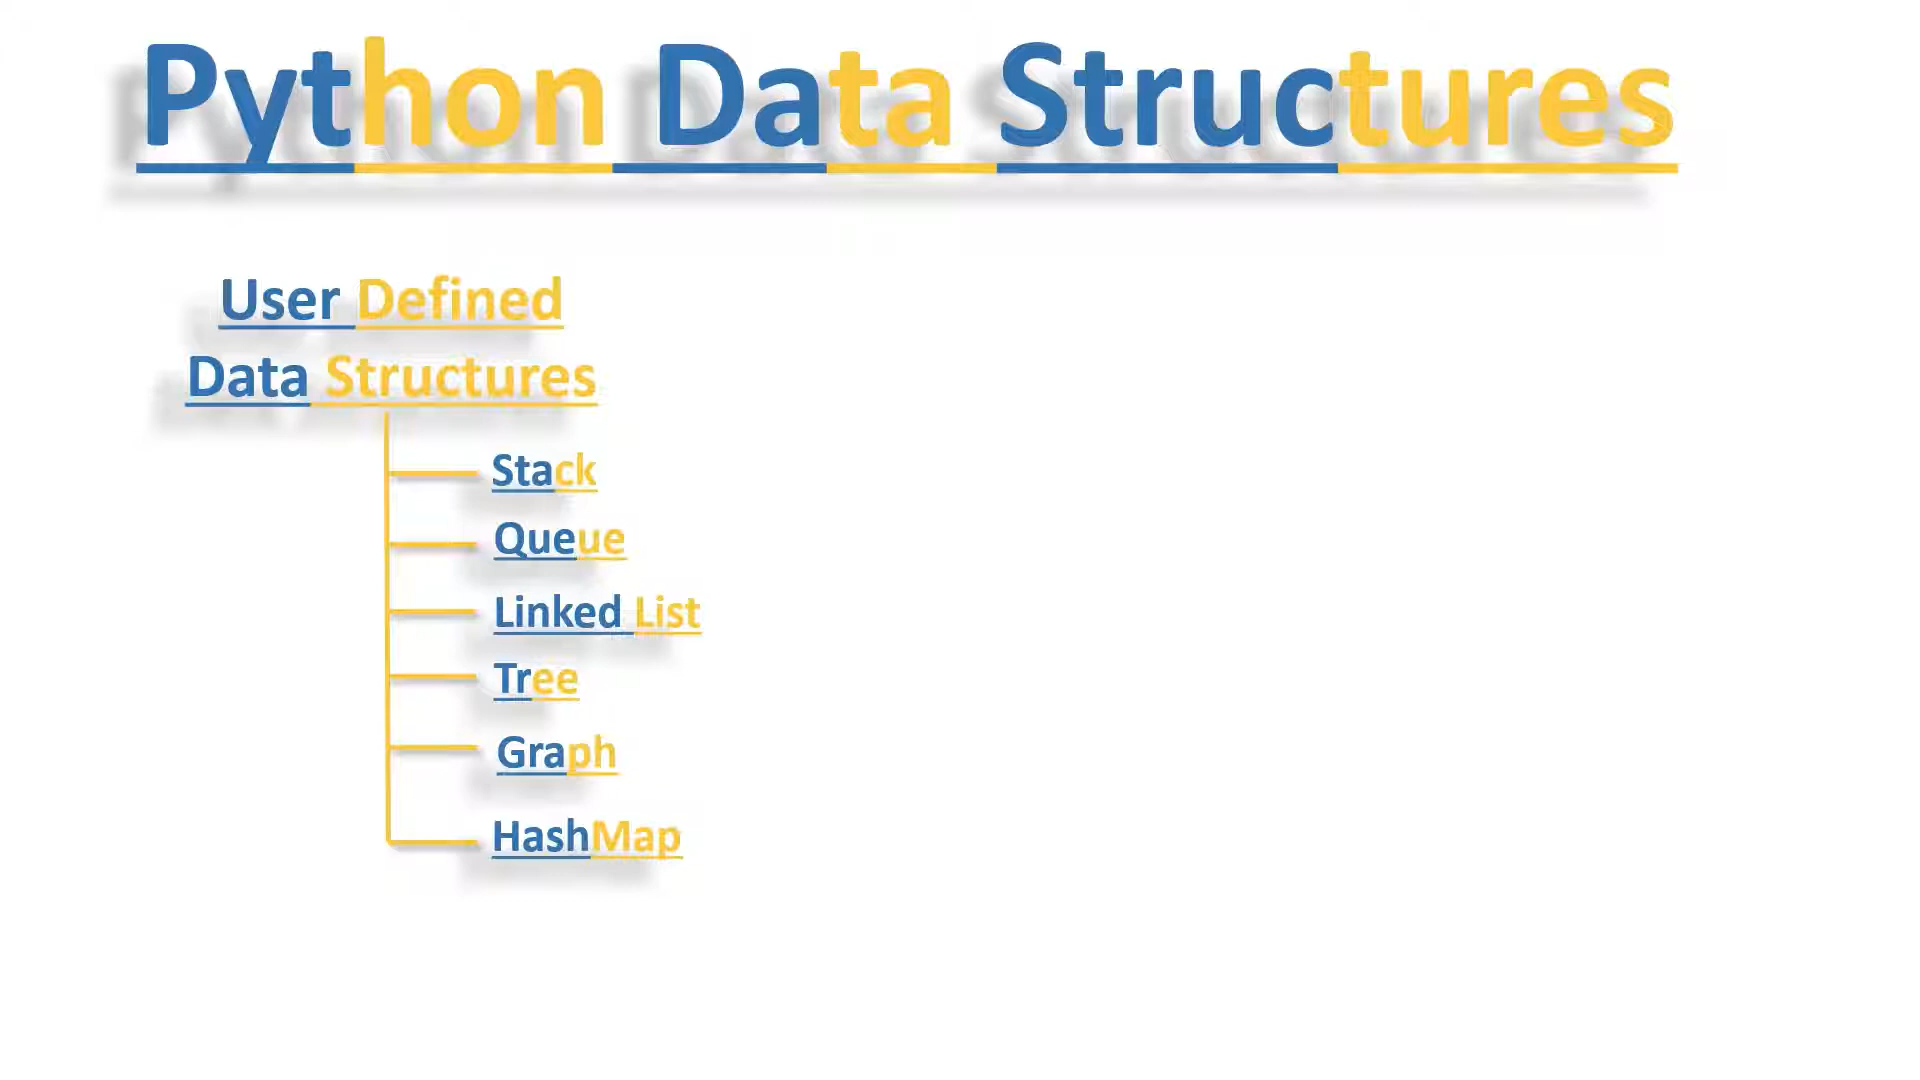 Python Data Structures
User Defined
Data Structures
Stack
Queue
Linked List
Tree
Graph
HashMap